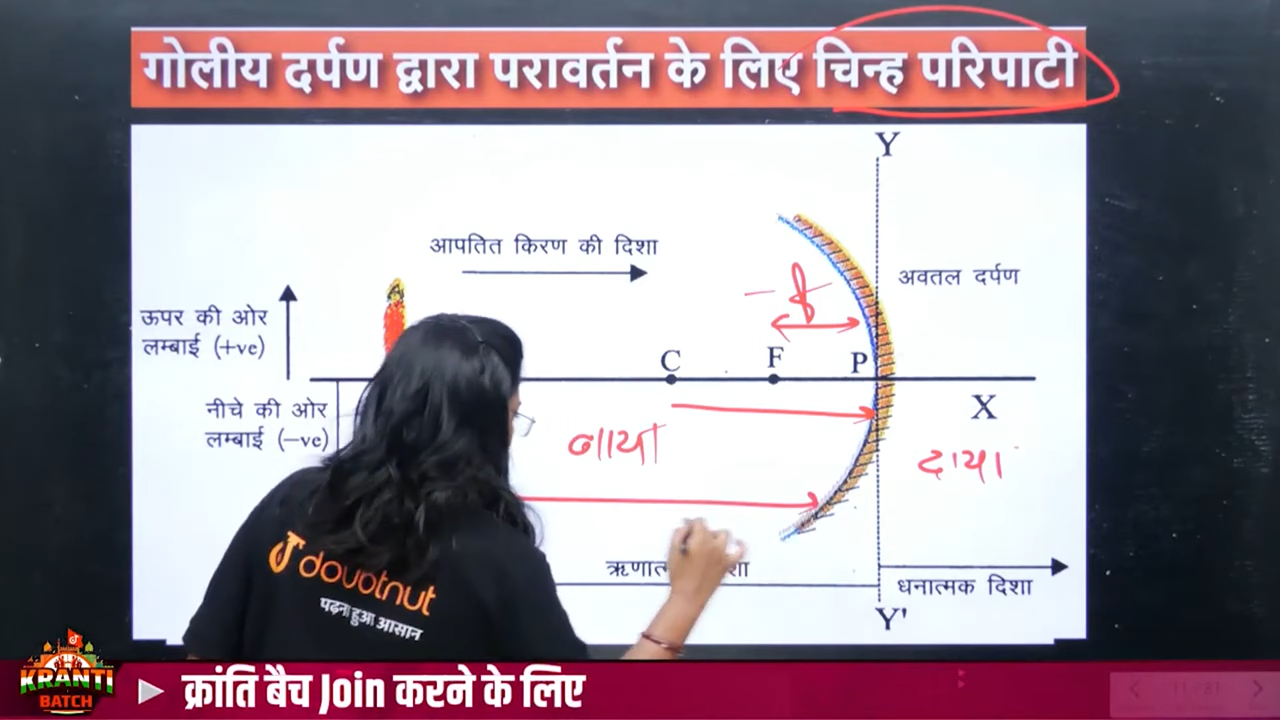 गोलीय दर्पण द्वारा परावर्तन के लिए चिन्ह परिपाटी
Y
आपतित किरण की दिशा
अवतल दर्पण
- f
ऊपर की ओर
लम्बाई (+ve)
C
F
P
नीचे की ओर
लम्बाई (−ve)
X
बाया
दाया
धनात्मक दिशा
Y'
doubtnut
पढ़ना हुआ आसान
KRANTI
BATCH
क्रांति बैच Join करने के लिए